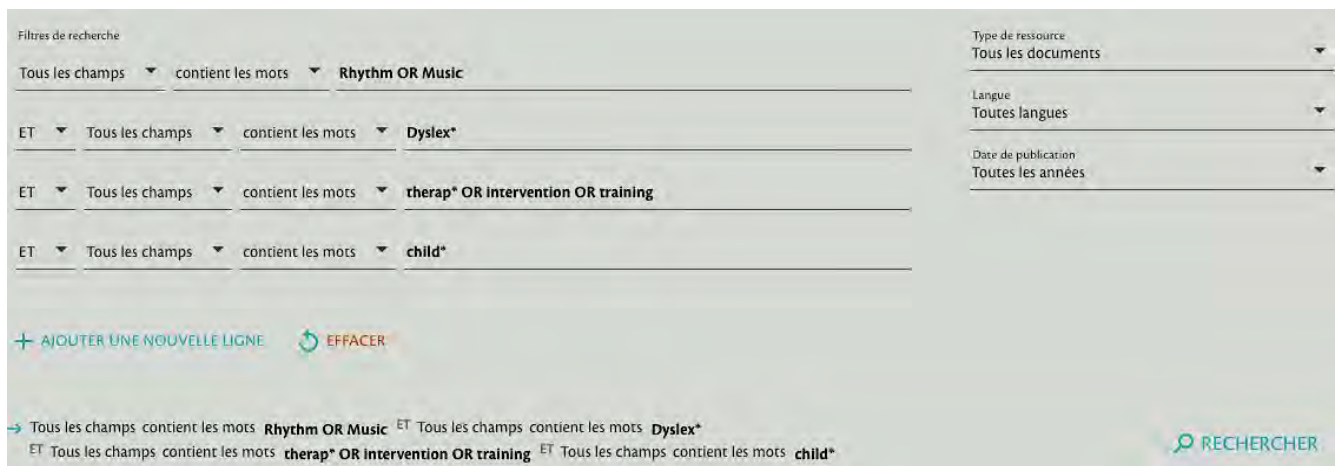 Filtres de recherche
Tous les champs contient les mots Rhythm OR Music
ET Tous les champs contient les mots Dyslex*
ET Tous les champs contient les mots therap* OR intervention OR training
ET Tous les champs contient les mots child*
+ AJOUTER UNE NOUVELLE LIGNE EFFACER
Tous les champs contient les mots Rhythm OR Music ET Tous les champs contient les mots Dyslex*
ET Tous les champs contient les mots therap* OR intervention OR training ET Tous les champs contient les mots child*
Type de ressource
Tous les documents
Langue
Toutes langues
Date de publication
Toutes les années
RECHERCHER